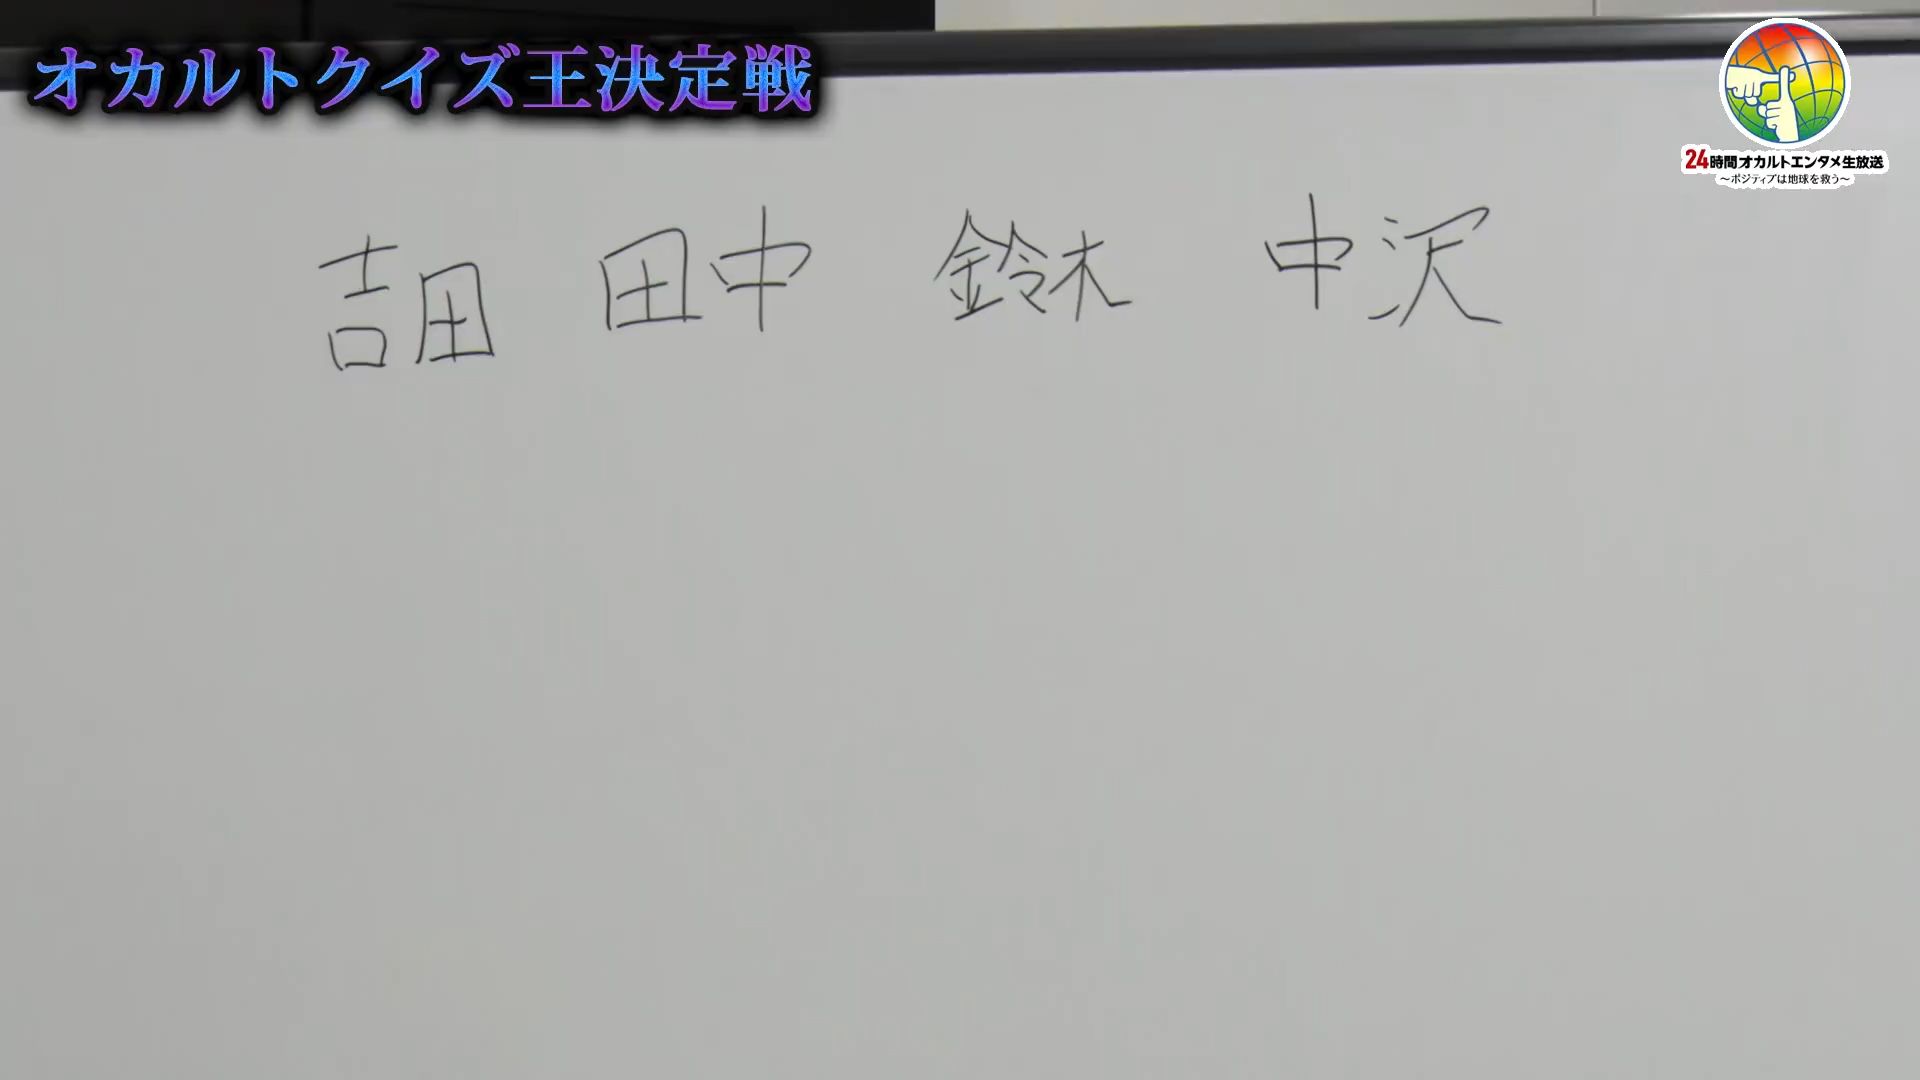 オカルトクイズ王決定戦
24時間オカルトエンタメ生放送
〜ポジティブは地球を救う〜
吉田 田中 鈴木 中沢